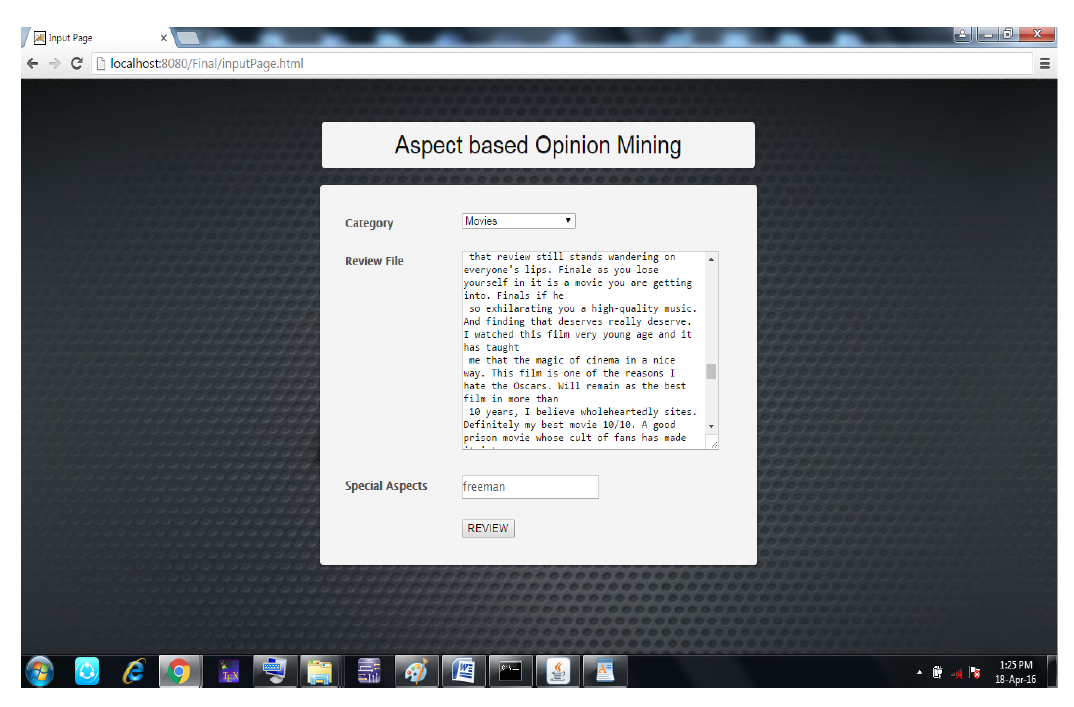 Input Page
localhost:8080/Final/inputPage.html
Aspect based Opinion Mining
Category
Movies
Review File
that review still stands wandering on
everyone's lips. Finale as you lose
yourself in it is a movie you are getting
into. Finals if he
so exhilarating you a high-quality music.
And finding that deserves really deserve.
I watched this film very young age and it
has taught
me that the magic of cinema in a nice
way. This film is one of the reasons I
hate the Oscars. Will remain as the best
film in more than
10 years, I believe wholeheartedly sites.
Definitely my best movie 10/10. A good
prison movie whose cult of fans has made
Special Aspects
freeman
REVIEW
1:25 PM
18-Apr-16